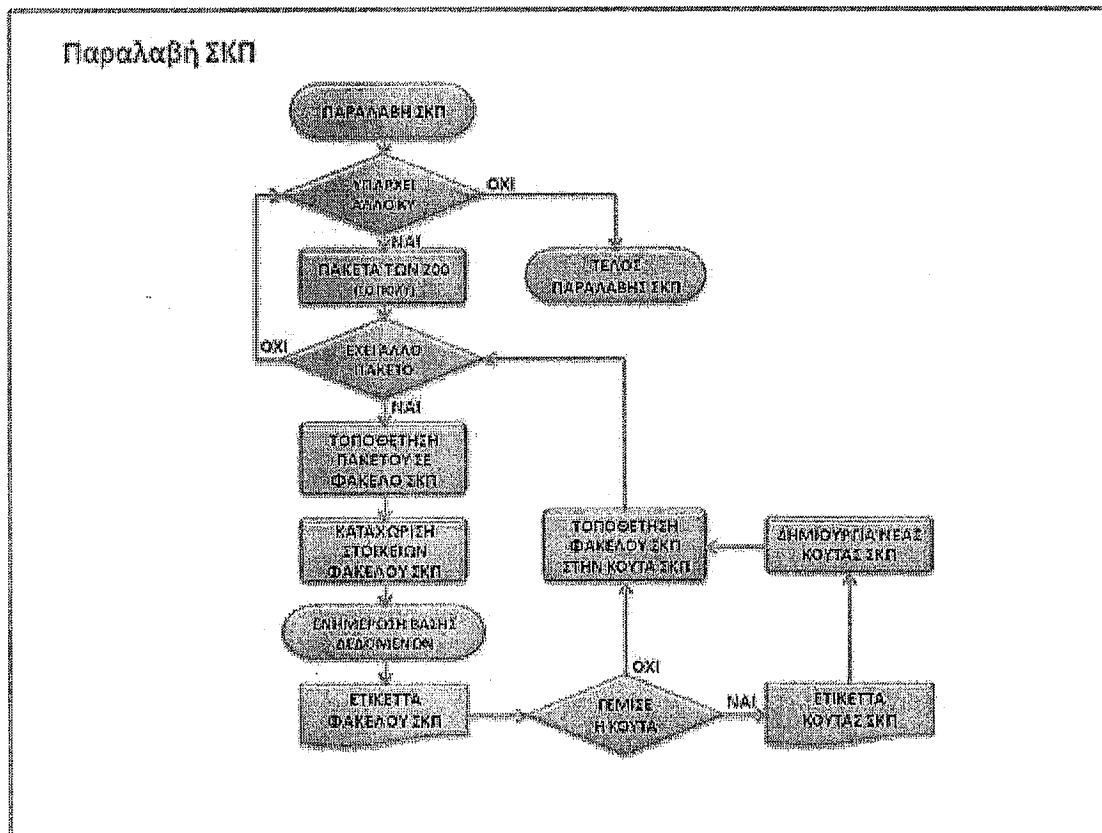 Παραλαβή ΣΚΠ
ΠΑΡΑΛΑΒΗ ΣΚΠ
ΥΠΑΡΧΕΙ
ΑΛΛΟ ΚΥ
ΟΧΙ
ΝΑΙ
ΠΑΚΕΤΑ ΤΩΝ 200
ΤΕΛΟΣ
ΠΑΡΑΛΑΒΗΣ ΣΚΠ
ΕΧΕΙ ΑΛΛΟ
ΠΑΚΕΤΟ
ΟΧΙ
ΝΑΙ
ΤΟΠΟΘΕΤΗΣΗ
ΠΑΚΕΤΟΥ ΣΕ
ΦΑΚΕΛΟ ΣΚΠ
ΚΑΤΑΧΩΡΙΣΗ
ΣΤΟΙΧΕΙΩΝ
ΦΑΚΕΛΟΥ ΣΚΠ
ΤΟΠΟΘΕΤΗΣΗ
ΦΑΚΕΛΟΥ ΣΚΠ
ΣΤΗΝ ΚΟΥΤΑ ΣΚΠ
ΔΗΜΙΟΥΡΓΙΑ ΝΕΑΣ
ΚΟΥΤΑΣ ΣΚΠ
ΕΝΗΜΕΡΩΣΗ ΒΑΣΗΣ
ΔΕΔΟΜΕΝΩΝ
ΕΤΙΚΕΤΤΑ
ΦΑΚΕΛΟΥ ΣΚΠ
ΓΕΜΙΣΕ
Η ΚΟΥΤΑ
ΟΧΙ
ΝΑΙ
ΕΤΙΚΕΤΤΑ
ΚΟΥΤΑΣ ΣΚΠ